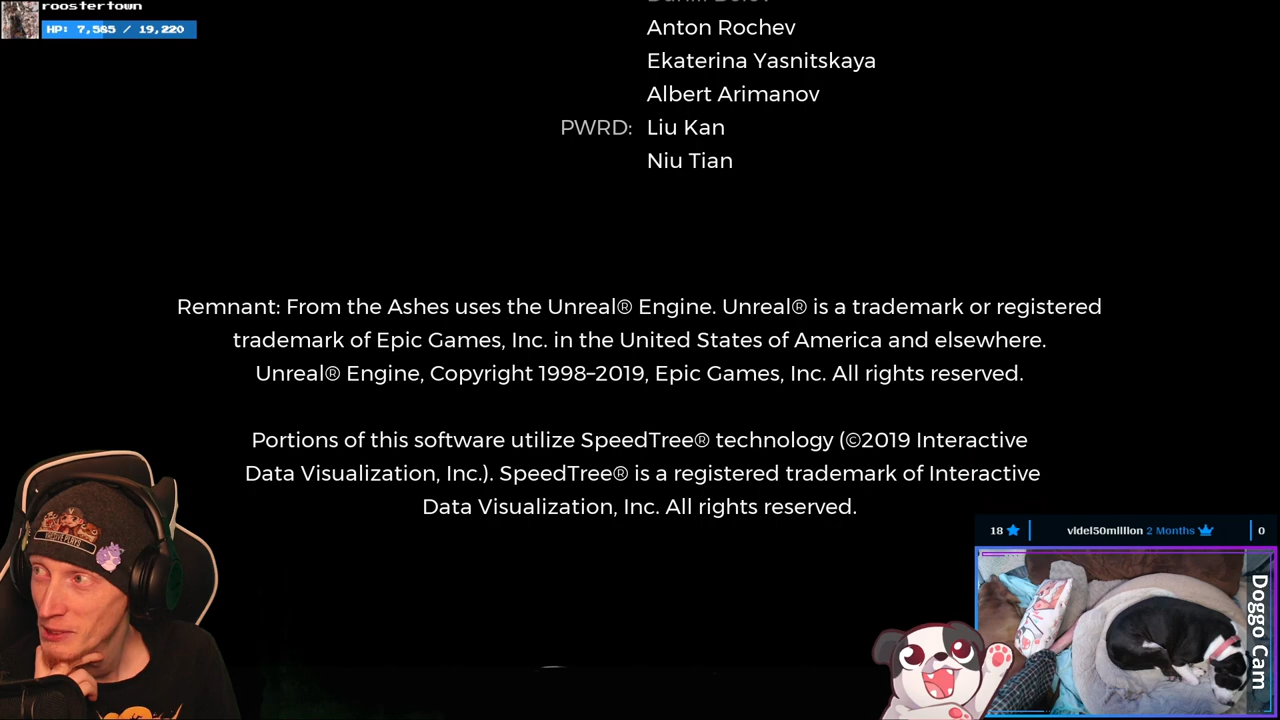 roostertown
HP: 7,585 / 19,220
Anton Rochev
Ekaterina Yasnitskaya
Albert Arimanov
PWRD: Liu Kan
Niu Tian
Remnant: From the Ashes uses the Unreal® Engine. Unreal® is a trademark or registered
trademark of Epic Games, Inc. in the United States of America and elsewhere.
Unreal® Engine, Copyright 1998–2019, Epic Games, Inc. All rights reserved.
Portions of this software utilize SpeedTree® technology (©2019 Interactive
Data Visualization, Inc.). SpeedTree® is a registered trademark of Interactive
Data Visualization, Inc. All rights reserved.
18 videl50million 2 Months 0
Doggo Cam